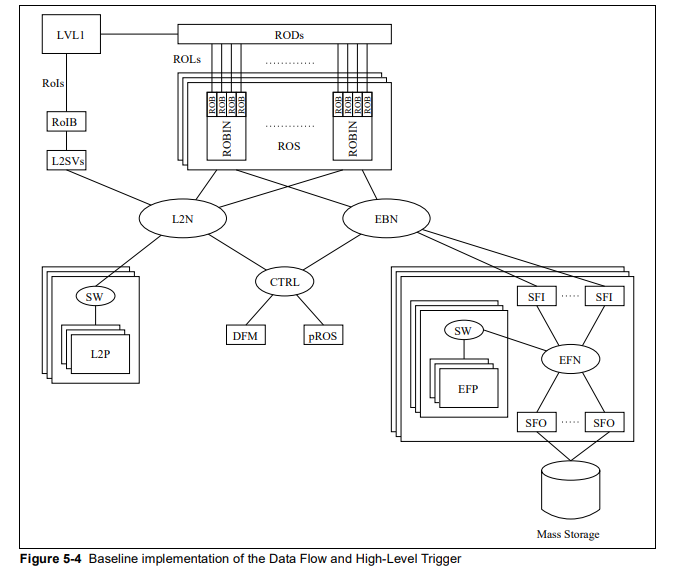 LVL1
RODs
ROLs
.............
RoIs
ROB ROB ROB ROB
ROB ROB ROB ROB
RoIB
ROBIN
.............
ROBIN
ROS
L2SVs
L2N
EBN
CTRL
SW
SFI
......
SFI
DFM
pROS
SW
L2P
EFN
EFP
SFO
......
SFO
Mass Storage
Figure 5-4 Baseline implementation of the Data Flow and High-Level Trigger